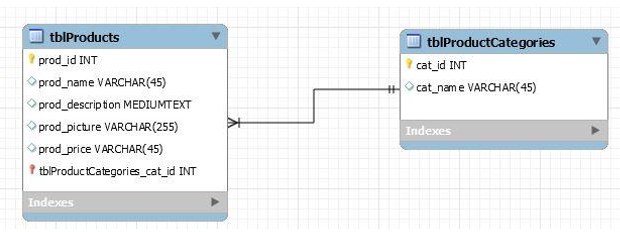 tblProducts
prod_id INT
prod_name VARCHAR(45)
prod_description MEDIUMTEXT
prod_picture VARCHAR(255)
prod_price VARCHAR(45)
tblProductCategories_cat_id INT
Indexes
tblProductCategories
cat_id INT
cat_name VARCHAR(45)
Indexes